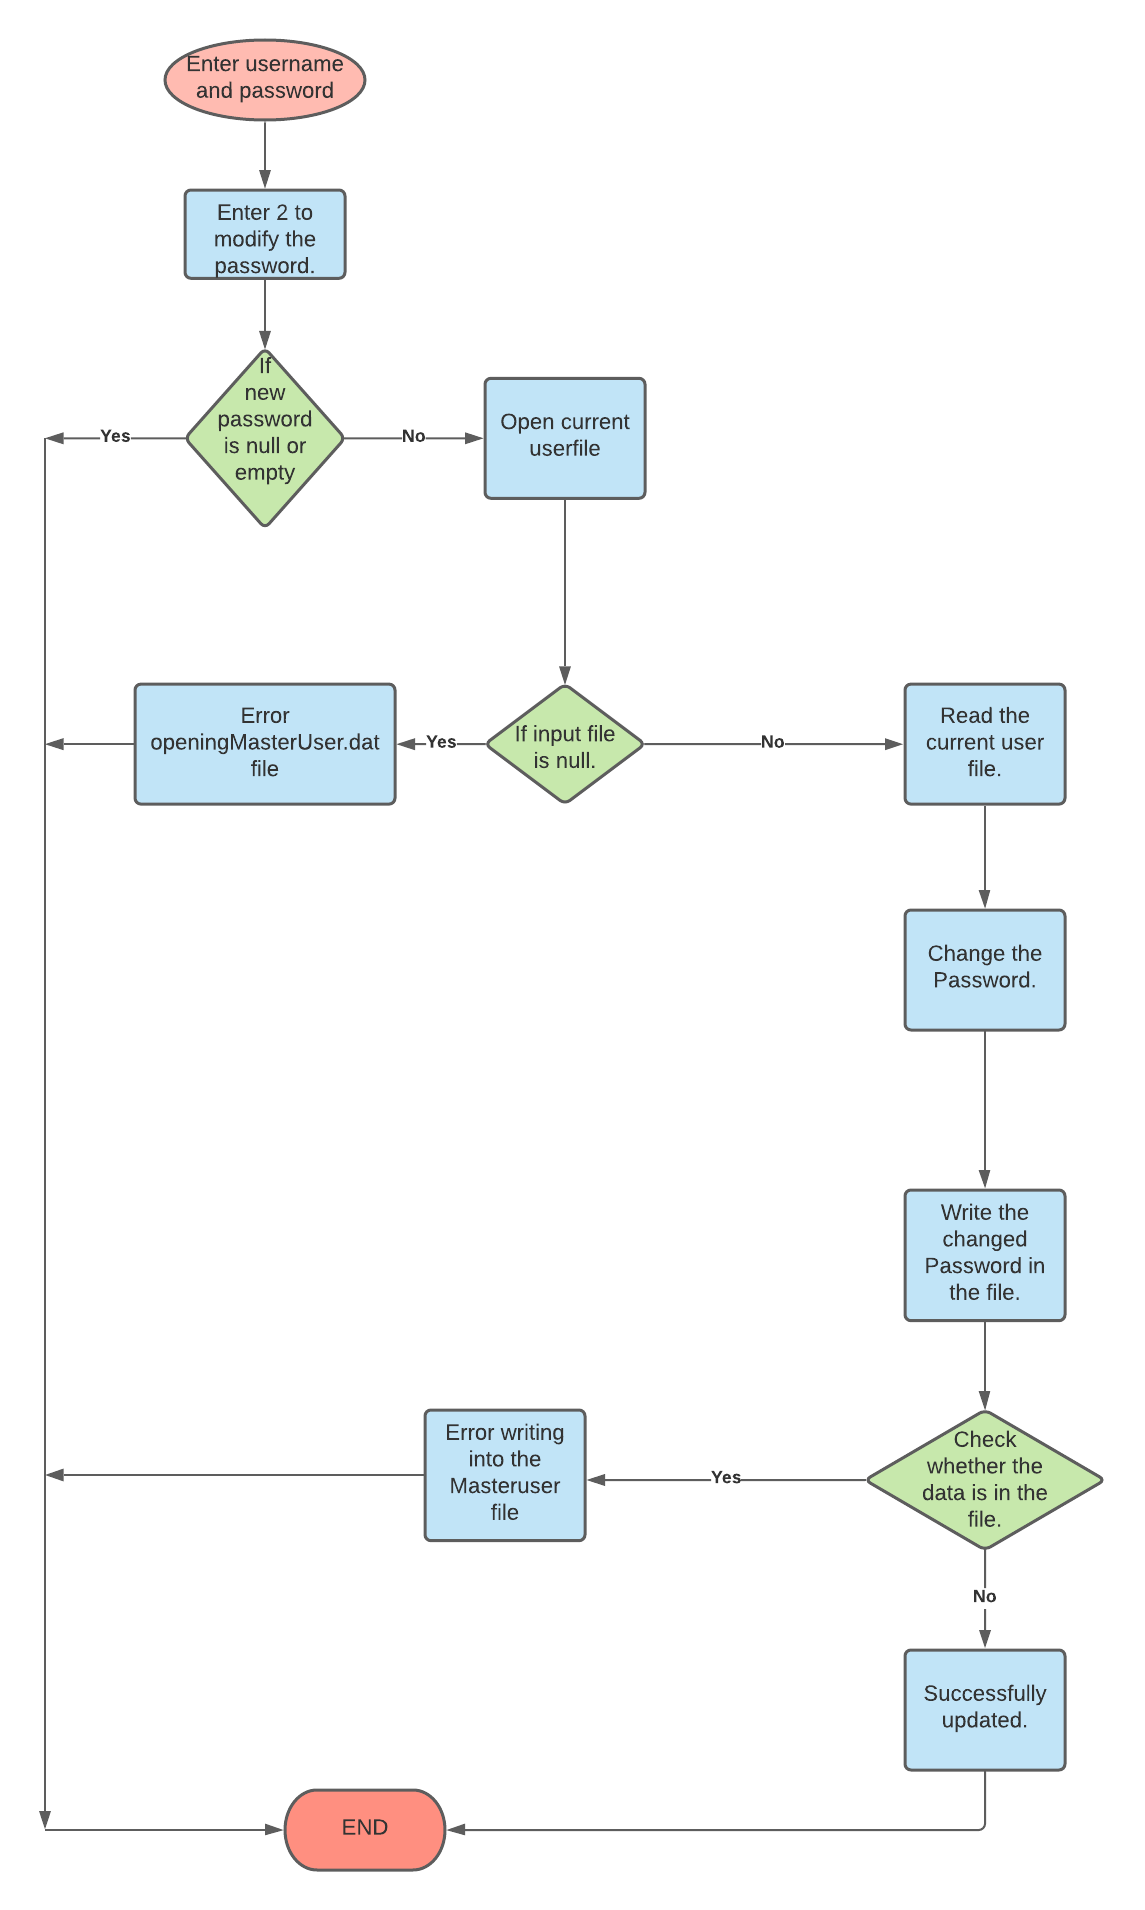 Enter username
and password
Enter 2 to
modify the
password.
If
new
password
is null or
empty
Yes
No
Open current
userfile
Error
openingMasterUser.dat
file
Yes
If input file
is null.
No
Read the
current user
file.
Change the
Password.
Write the
changed
Password in
the file.
Error writing
into the
Masteruser
file
Yes
Check
whether the
data is in the
file.
No
Successfully
updated.
END